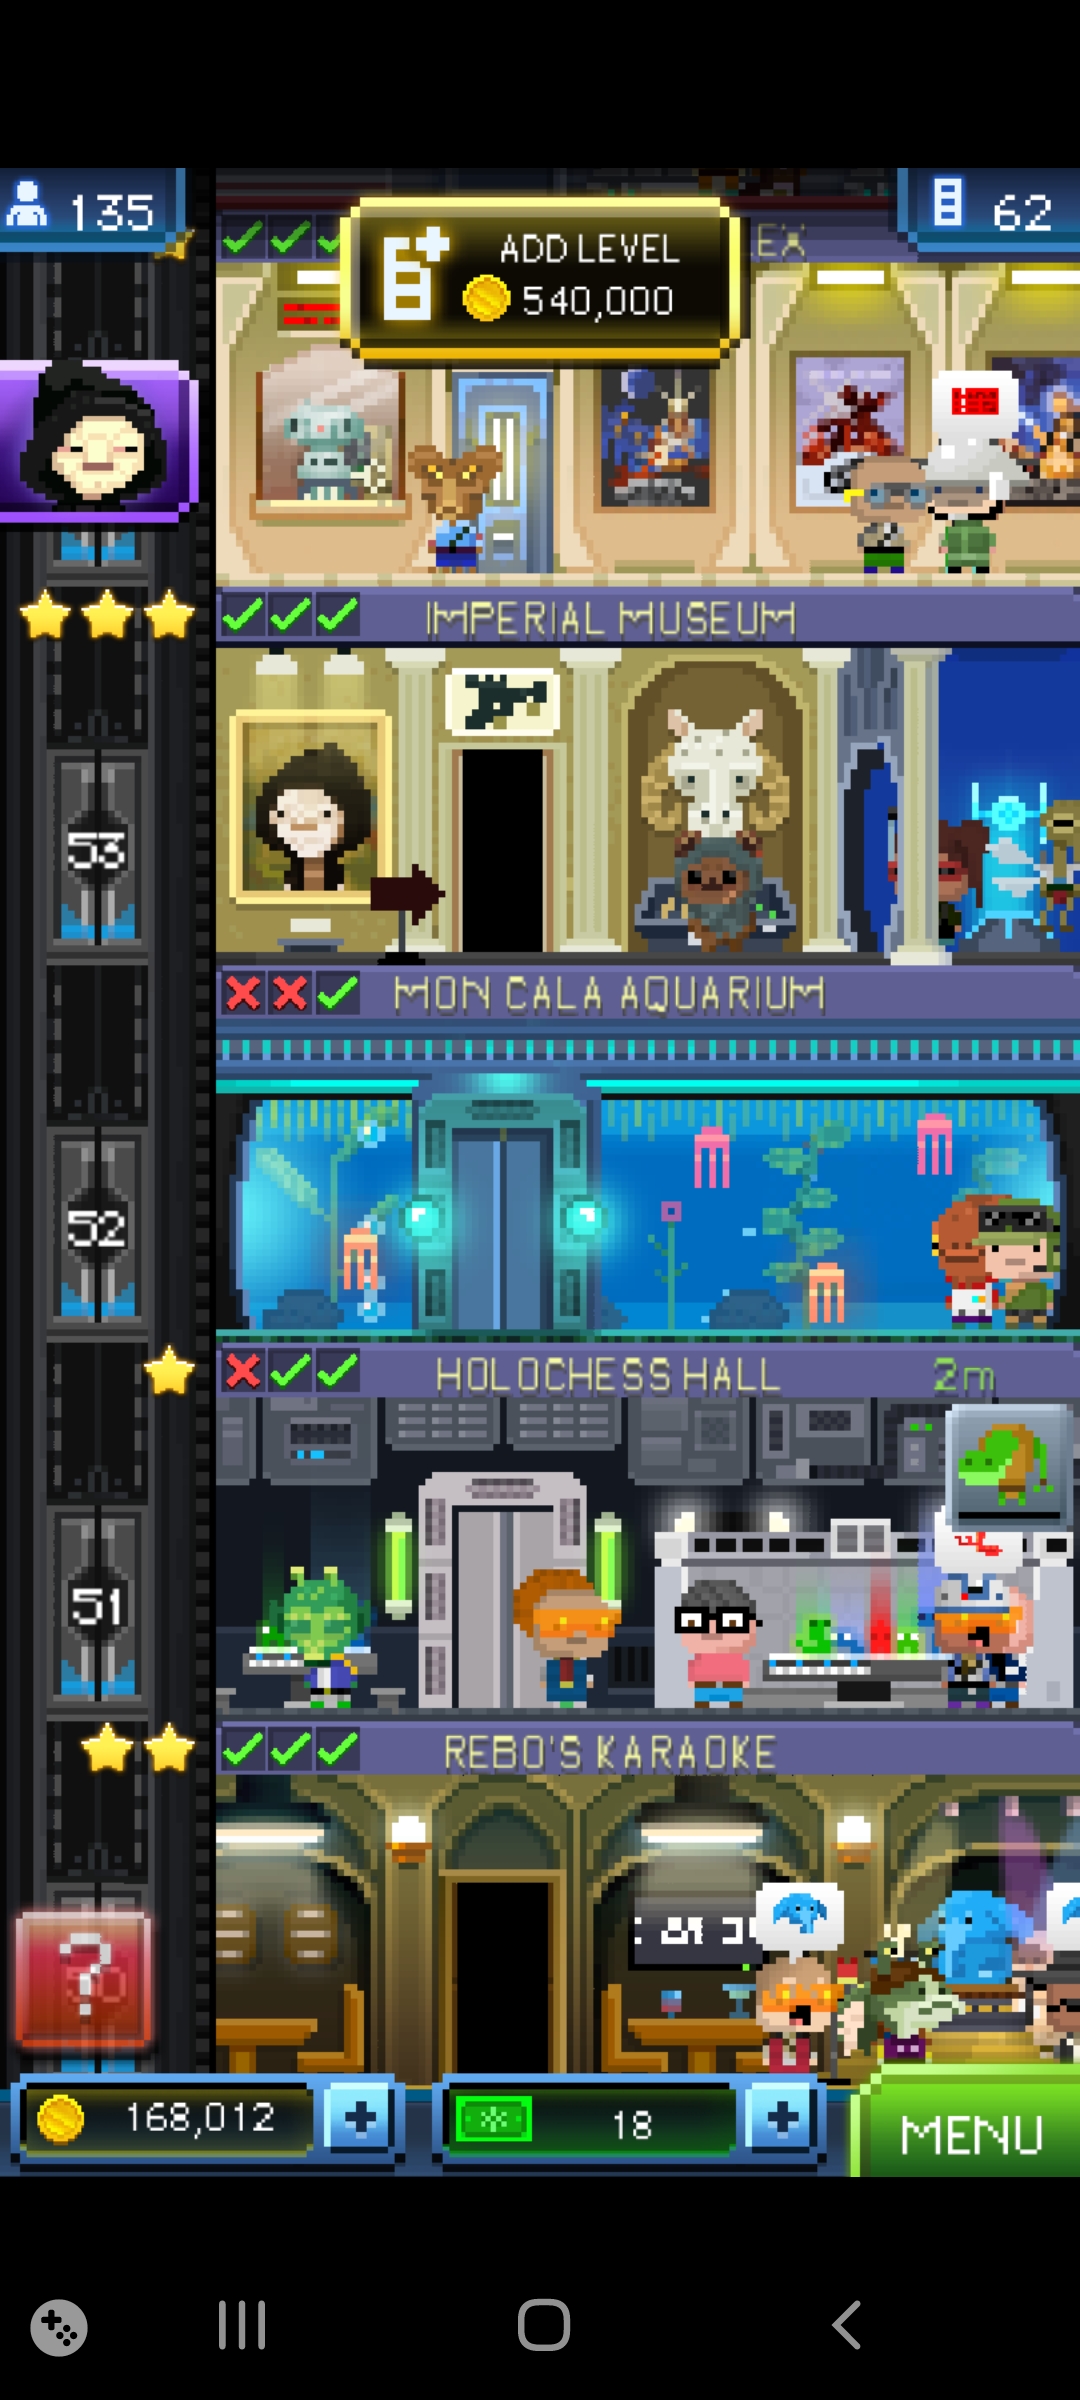 135
62
ADD LEVEL
540,000
EX
IMPERIAL MUSEUM
53
MON CALA AQUARIUM
52
HOLOCHESS HALL 2m
51
REBO'S KARAOKE
?
168,012
18
MENU